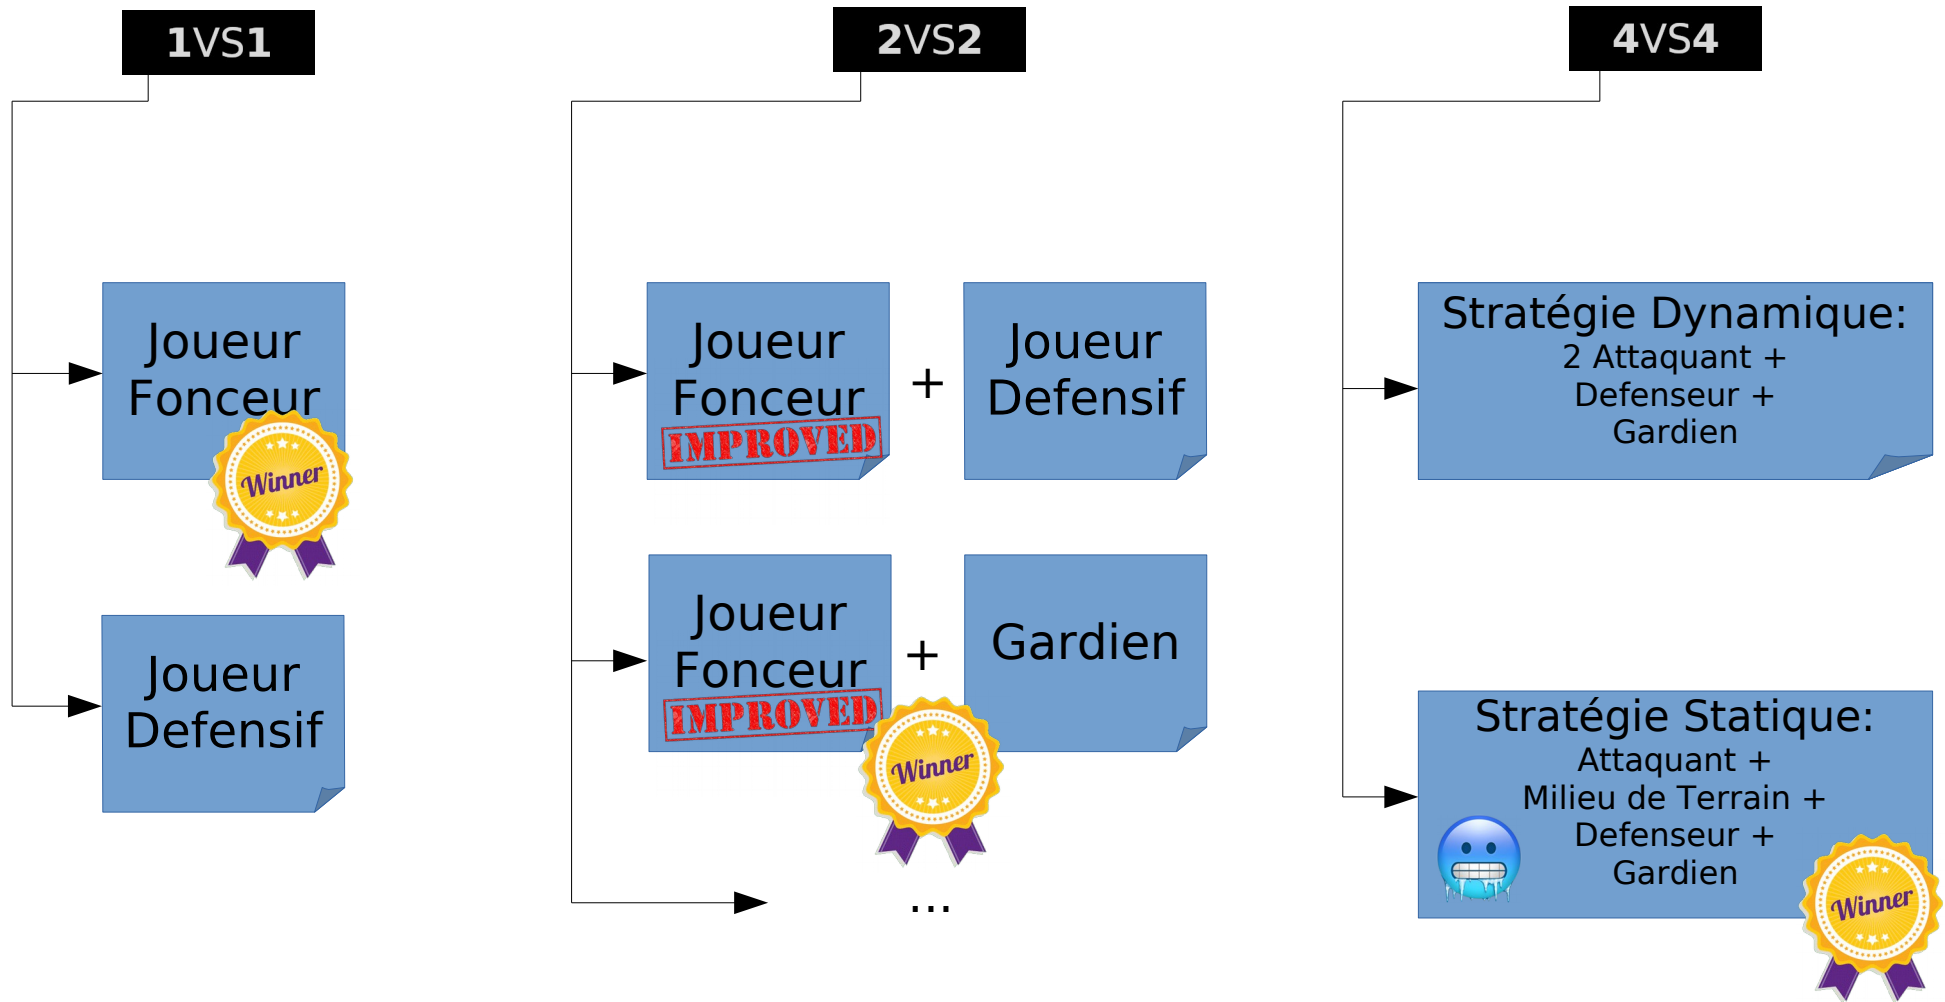 1VS1
Joueur
Fonceur
Winner
Joueur
Defensif
2VS2
Joueur
Fonceur
IMPROVED
+
Joueur
Defensif
Joueur
Fonceur
IMPROVED
+
Gardien
Winner
...
4VS4
Stratégie Dynamique:
2 Attaquant +
Defenseur +
Gardien
Stratégie Statique:
Attaquant +
Milieu de Terrain +
Defenseur +
Gardien
Winner